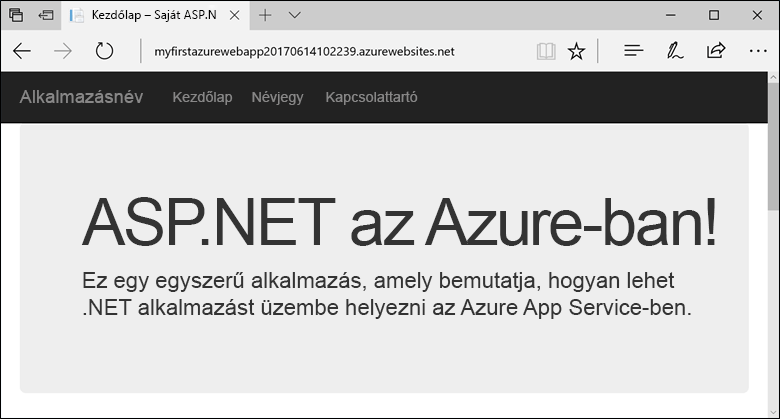 Kezdőlap – Saját ASP.N
myfirstazurewebapp20170614102239.azurewebsites.net
Alkalmazásnév Kezdőlap Névjegy Kapcsolattartó
ASP.NET az Azure-ban!
Ez egy egyszerű alkalmazás, amely bemutatja, hogyan lehet
.NET alkalmazást üzembe helyezni az Azure App Service-ben.